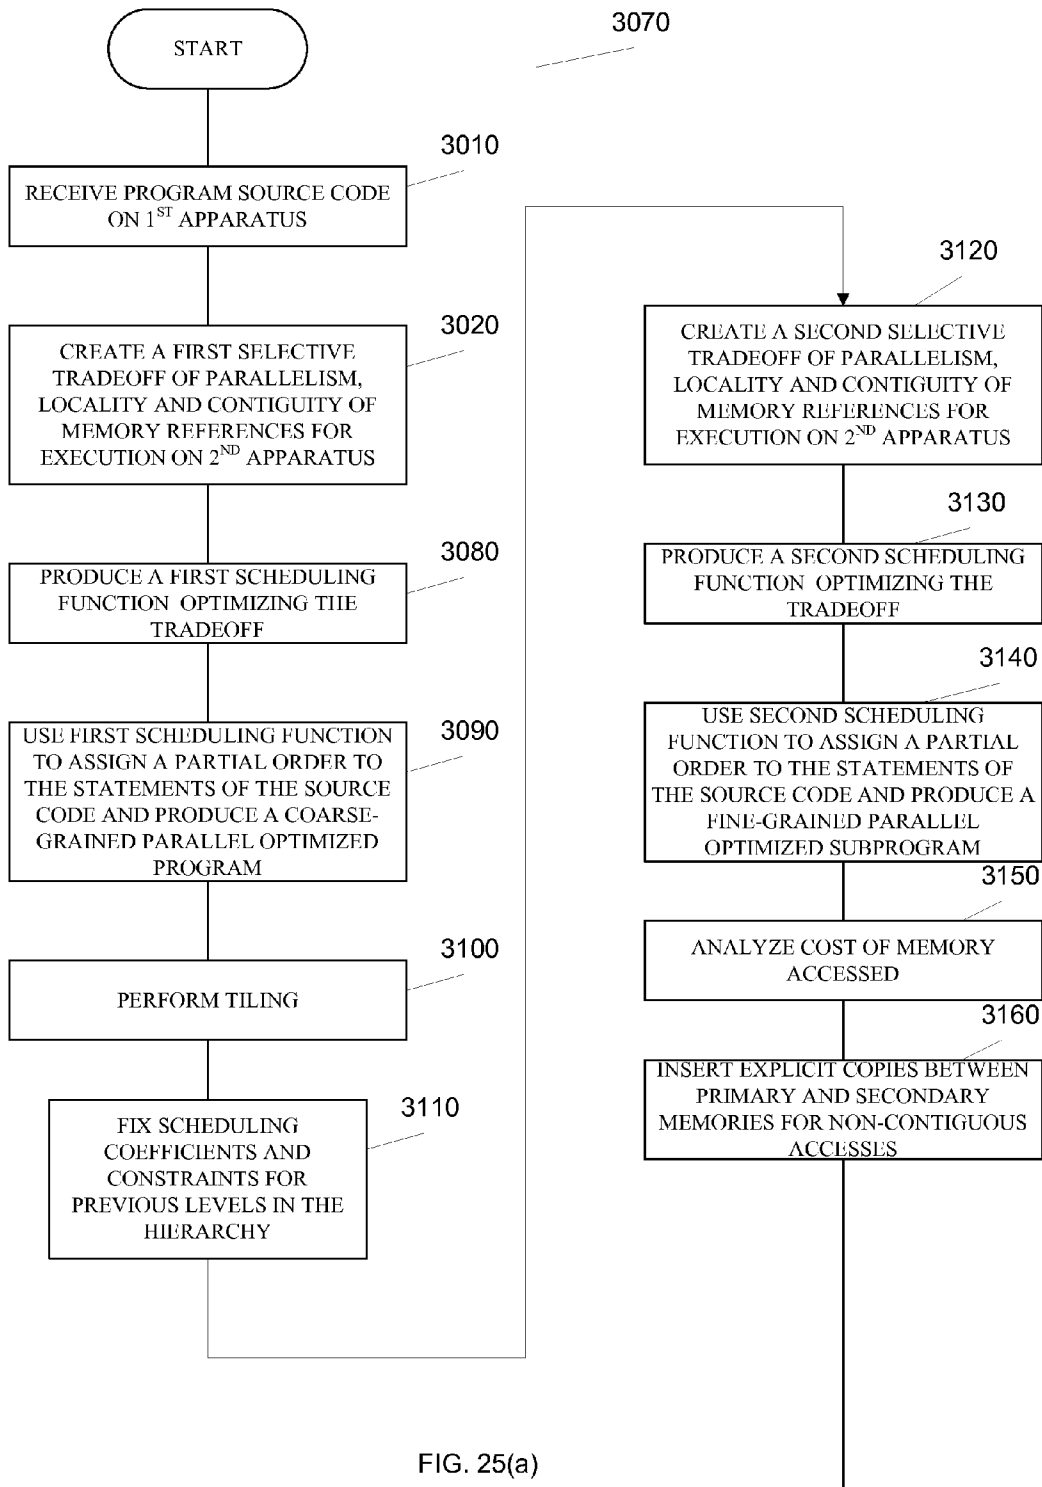 START
3070
3010
RECEIVE PROGRAM SOURCE CODE
ON 1ST APPARATUS
3020
CREATE A FIRST SELECTIVE
TRADEOFF OF PARALLELISM,
LOCALITY AND CONTIGUITY OF
MEMORY REFERENCES FOR
EXECUTION ON 2ND APPARATUS
3080
PRODUCE A FIRST SCHEDULING
FUNCTION OPTIMIZING THE
TRADEOFF
3090
USE FIRST SCHEDULING FUNCTION
TO ASSIGN A PARTIAL ORDER TO
THE STATEMENTS OF THE SOURCE
CODE AND PRODUCE A COARSE-
GRAINED PARALLEL OPTIMIZED
PROGRAM
3100
PERFORM TILING
3110
FIX SCHEDULING
COEFFICIENTS AND
CONSTRAINTS FOR
PREVIOUS LEVELS IN THE
HIERARCHY
3120
CREATE A SECOND SELECTIVE
TRADEOFF OF PARALLELISM,
LOCALITY AND CONTIGUITY OF
MEMORY REFERENCES FOR
EXECUTION ON 2ND APPARATUS
3130
PRODUCE A SECOND SCHEDULING
FUNCTION OPTIMIZING THE
TRADEOFF
3140
USE SECOND SCHEDULING
FUNCTION TO ASSIGN A PARTIAL
ORDER TO THE STATEMENTS OF
THE SOURCE CODE AND PRODUCE A
FINE-GRAINED PARALLEL
OPTIMIZED SUBPROGRAM
3150
ANALYZE COST OF MEMORY
ACCESSED
3160
INSERT EXPLICIT COPIES BETWEEN
PRIMARY AND SECONDARY
MEMORIES FOR NON-CONTIGUOUS
ACCESSES
FIG. 25(a)